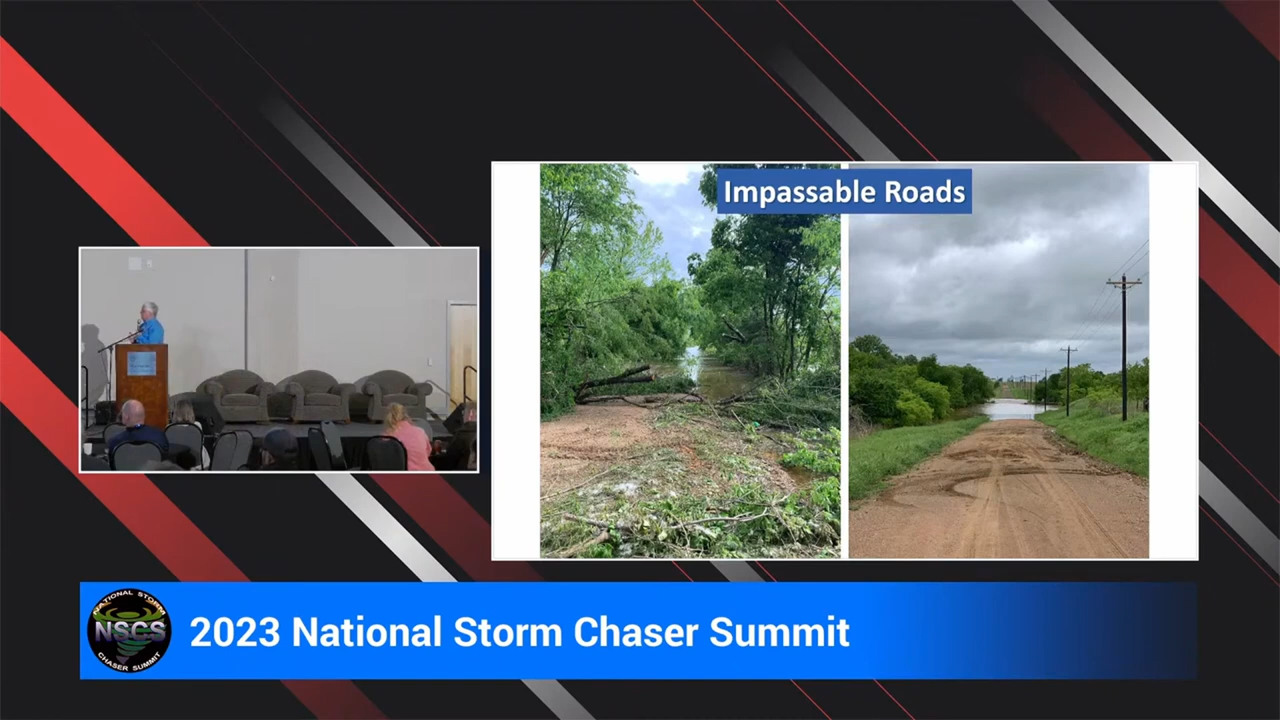 Impassable Roads
NATIONAL STORM
NSCS
CHASER SUMMIT
2023 National Storm Chaser Summit